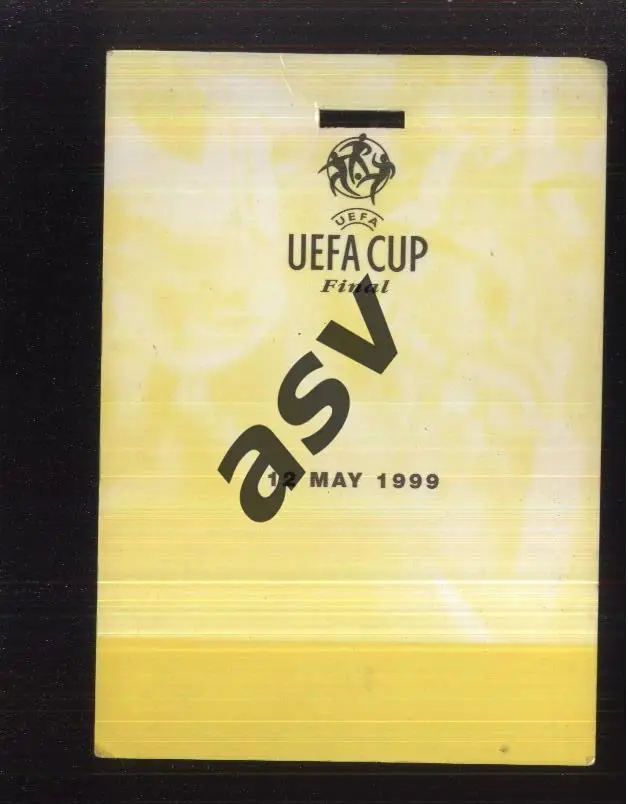 UEFA
UEFA CUP
Final
asv
12 MAY 1999